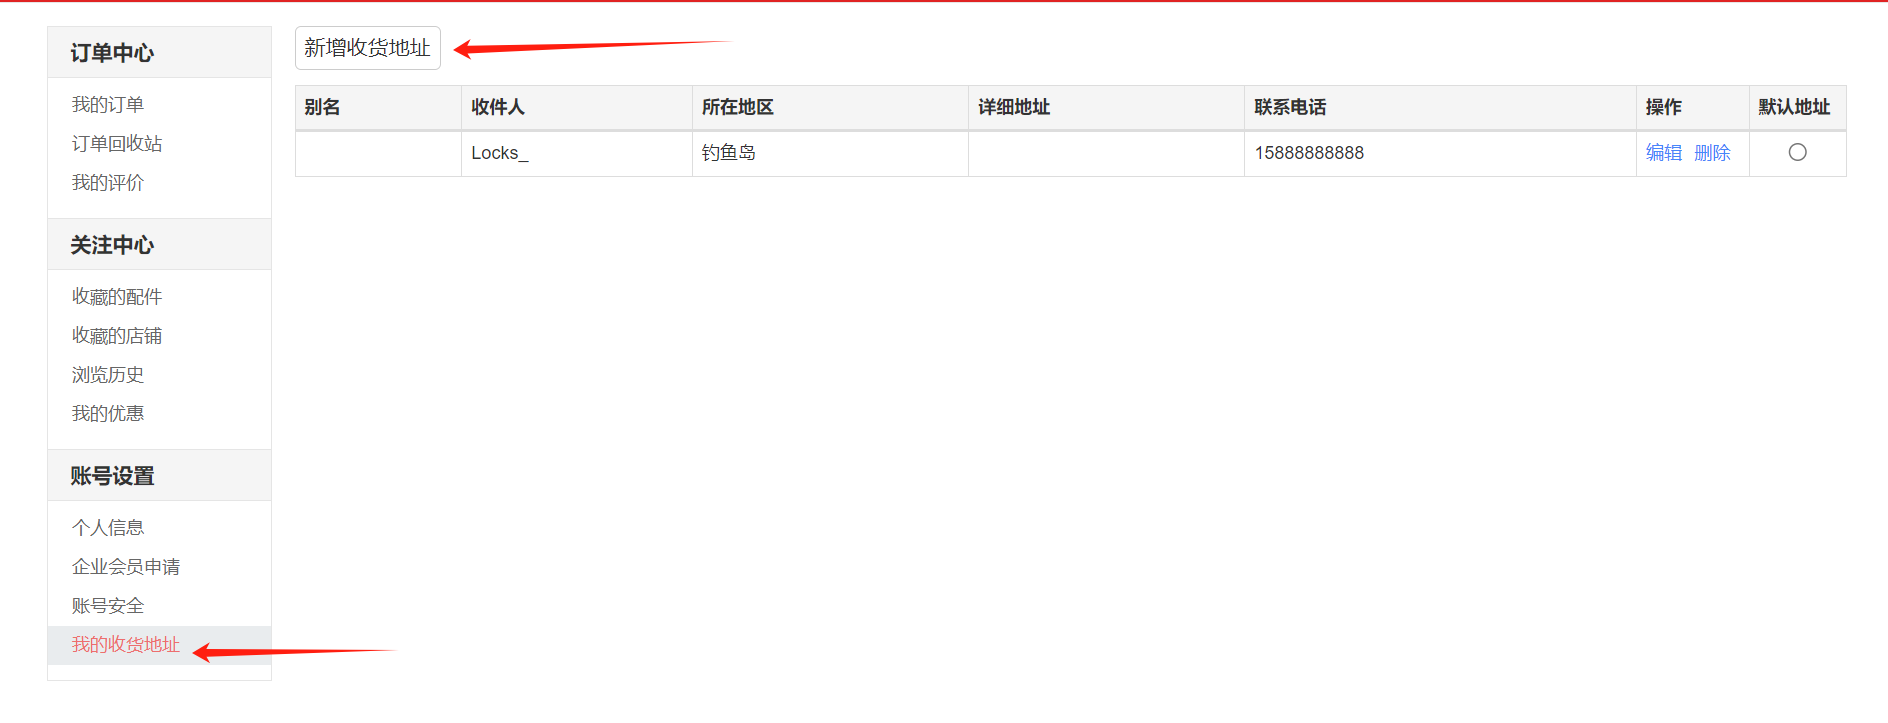 订单中心
我的订单
订单回收站
我的评价
关注中心
收藏的配件
收藏的店铺
浏览历史
我的优惠
账号设置
个人信息
企业会员申请
账号安全
我的收货地址
新增收货地址
别名 收件人 所在地区 详细地址 联系电话 操作 默认地址
Locks_ 钓鱼岛 15888888888 编辑 删除